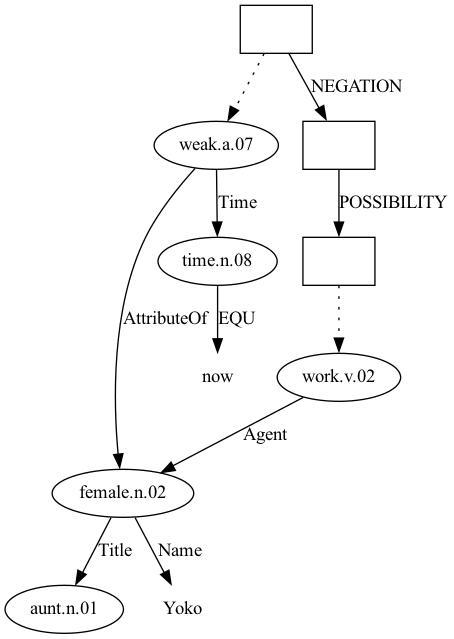 NEGATION
weak.a.07
Time
POSSIBILITY
time.n.08
AttributeOf
EQU
now
work.v.02
Agent
female.n.02
Title
Name
aunt.n.01
Yoko